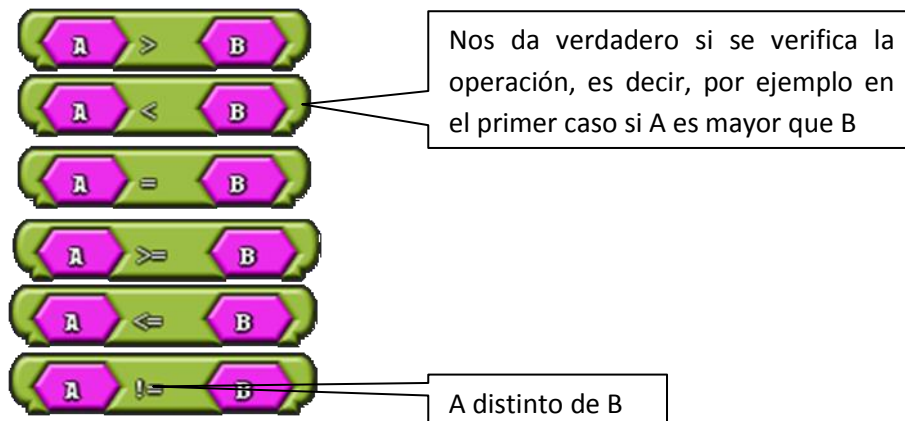 A > B
A < B
A = B
A >= B
A <= B
A != B
Nos da verdadero si se verifica la
operación, es decir, por ejemplo en
el primer caso si A es mayor que B
A distinto de B